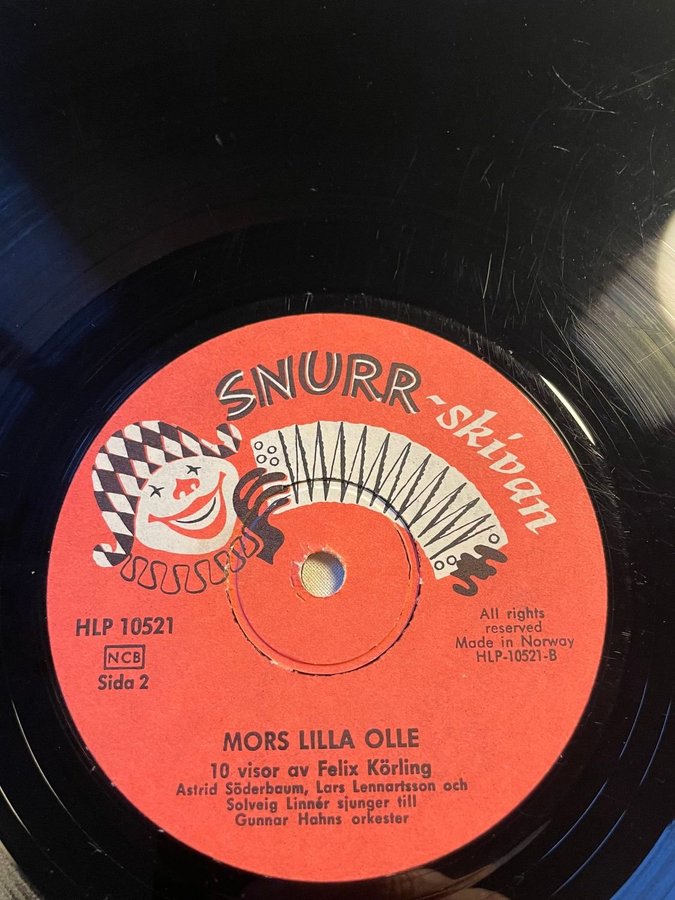 SNURR-skivan
HLP 10521
NCB
Sida 2
All rights
reserved
Made in Norway
HLP-10521-B
MORS LILLA OLLE
10 visor av Felix Körling
Astrid Söderbaum, Lars Lennartsson och
Solveig Linnér sjunger till
Gunnar Hahns orkester